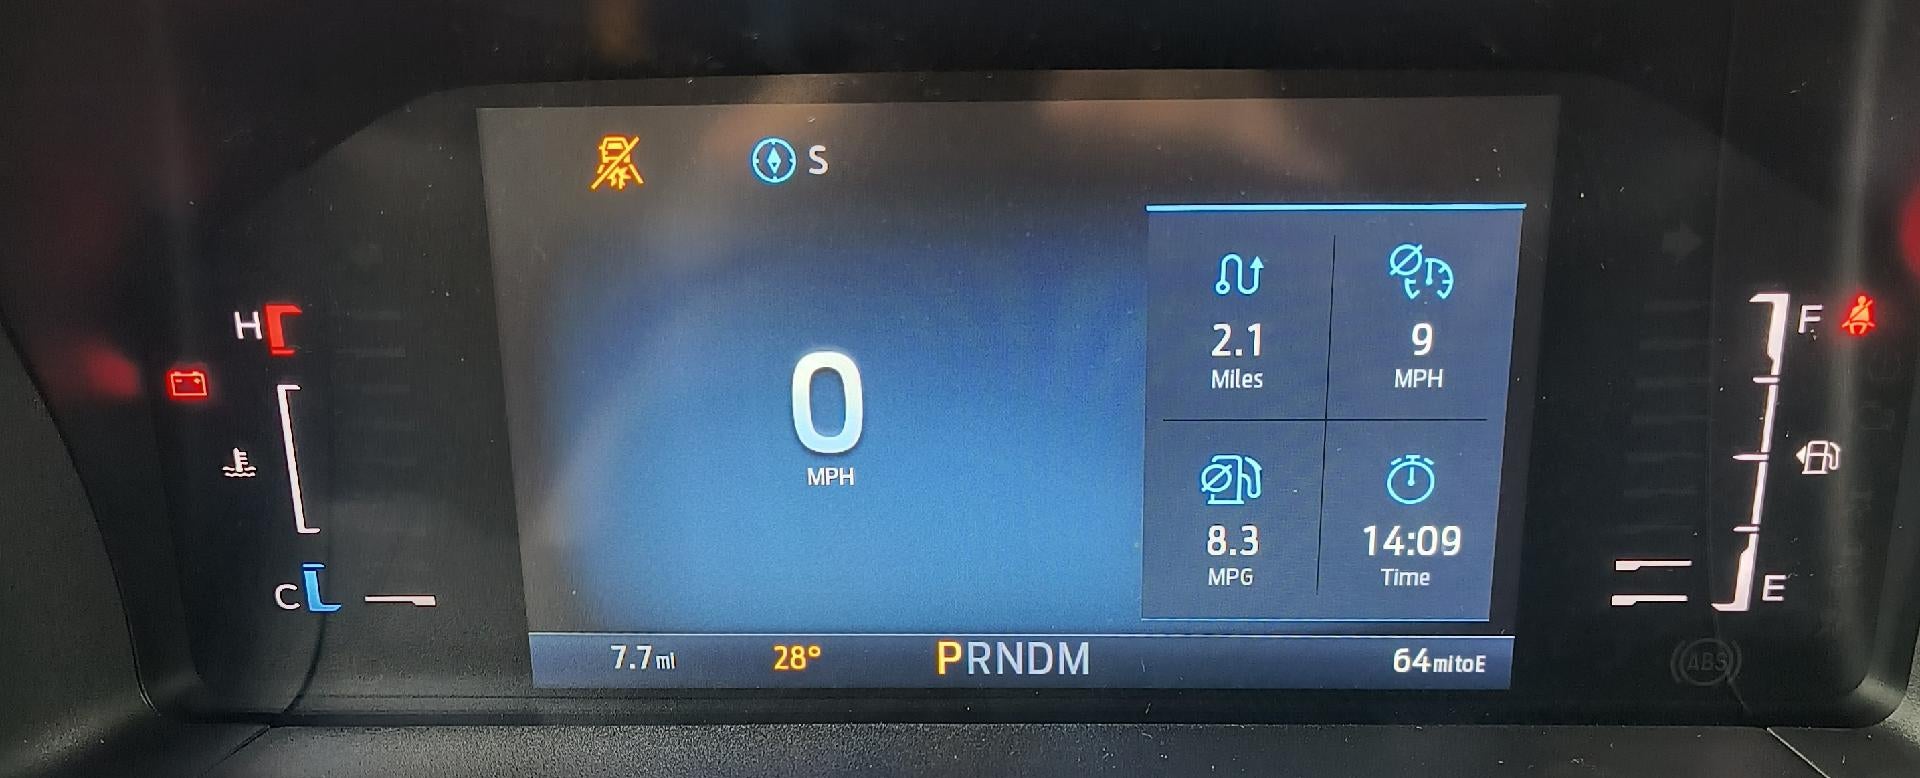 S
H
C
0
MPH
2.1
Miles
9
MPH
8.3
MPG
14:09
Time
F
E
7.7mi
28°
PRNDM
64mitoE
ABS